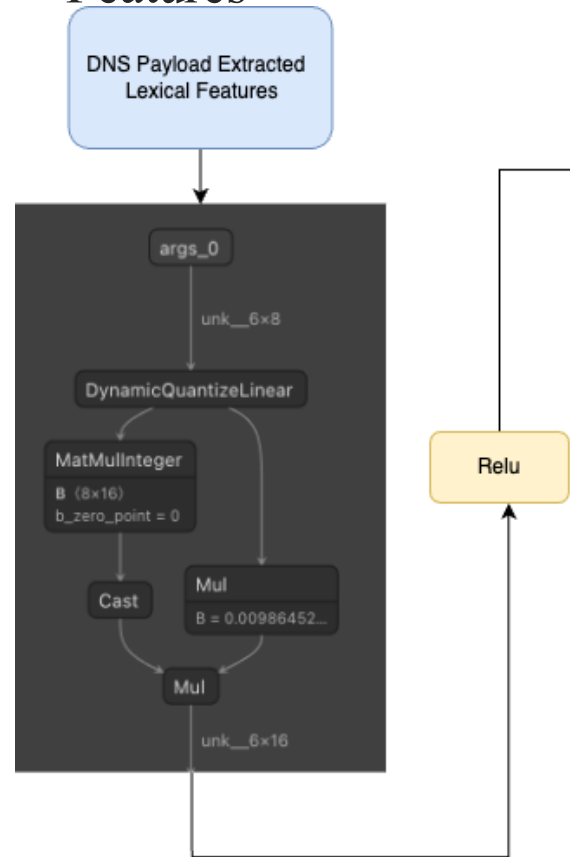 Features
DNS Payload Extracted
Lexical Features
args_0
unk__6×8
DynamicQuantizeLinear
MatMulInteger
B ⟨8×16⟩
b_zero_point = 0
Cast
Mul
B = 0.00986452…
Mul
unk__6×16
Relu